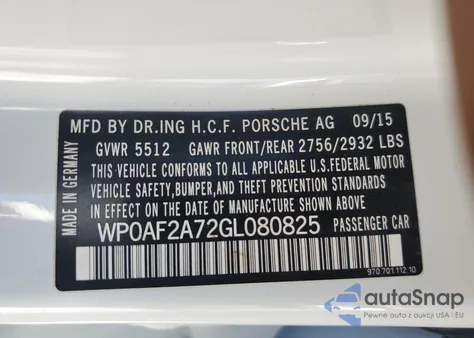 MFD BY DR.ING H.C.F. PORSCHE AG 09/15
GVWR 5512 GAWR FRONT/REAR 2756/2932 LBS
THIS VEHICLE CONFORMS TO ALL APPLICABLE U.S.FEDERAL MOTOR
VEHICLE SAFETY,BUMPER,AND THEFT PREVENTION STANDARDS IN
EFFECT ON THE DATE OF MANUFACTURE SHOWN ABOVE.
WP0AF2A72GL080825 PASSENGER CAR
MADE IN GERMANY
970.701.112.10
autoSnap
Pewne auta z aukcji USA i EU